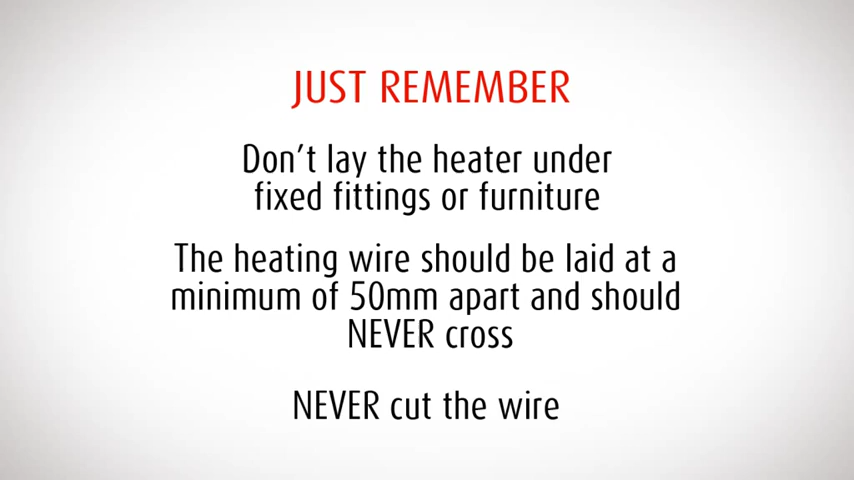 JUST REMEMBER
Don't lay the heater under
fixed fittings or furniture
The heating wire should be laid at a
minimum of 50mm apart and should
NEVER cross
NEVER cut the wire